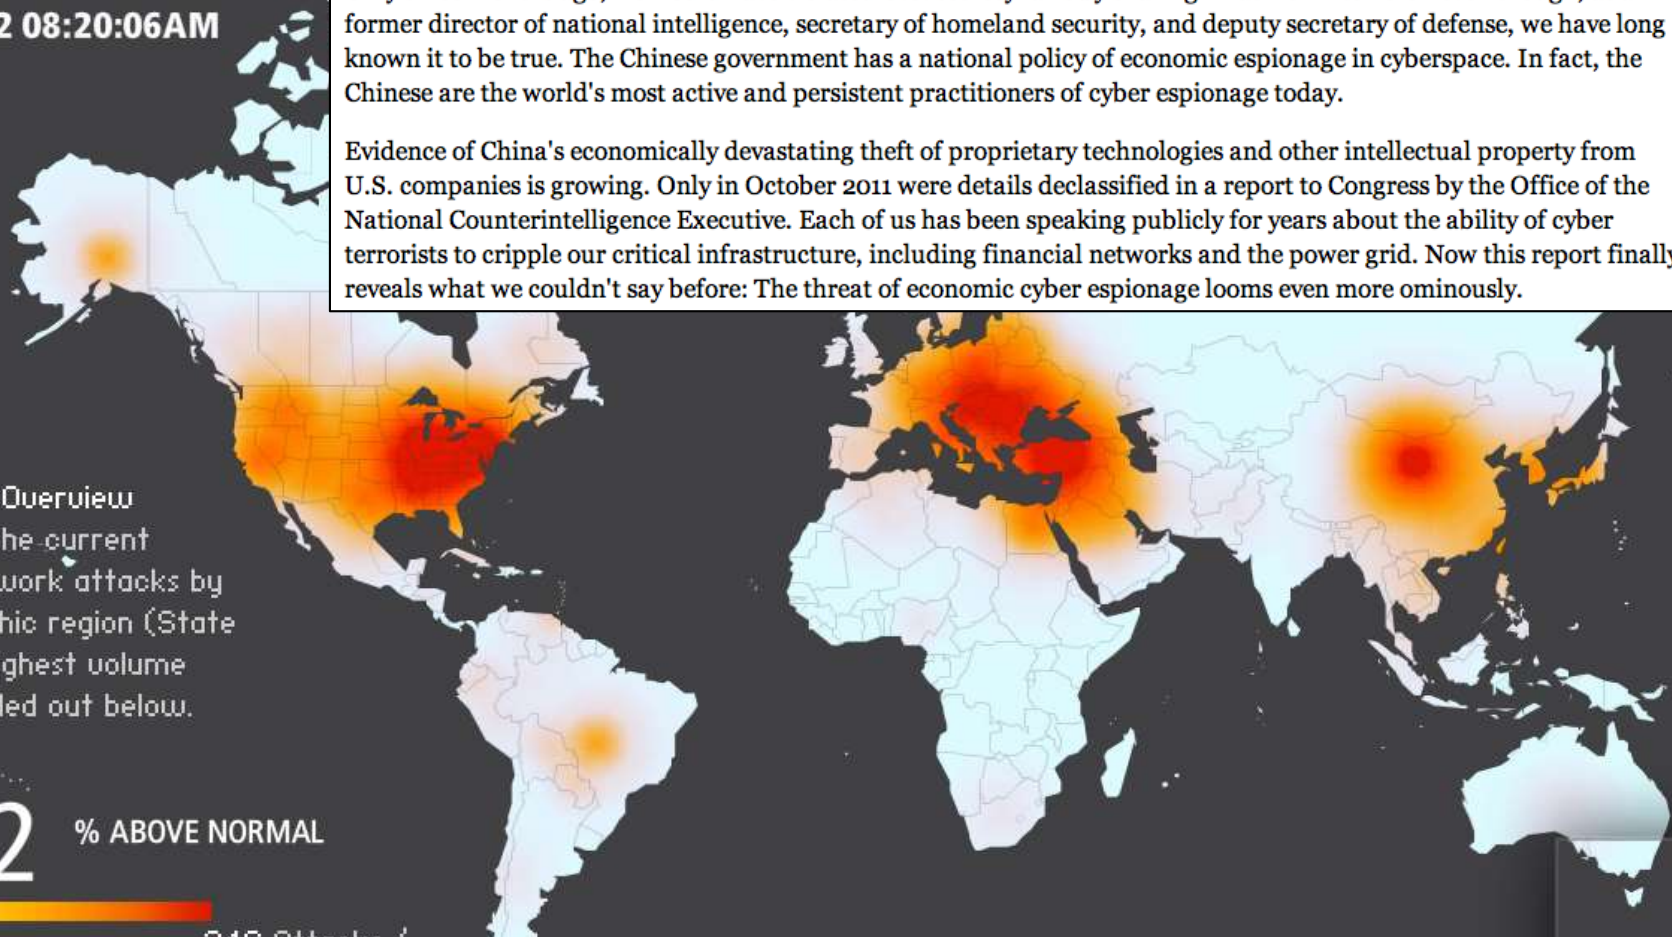 2 08:20:06AM
former director of national intelligence, secretary of homeland security, and deputy secretary of defense, we have long
known it to be true. The Chinese government has a national policy of economic espionage in cyberspace. In fact, the
Chinese are the world's most active and persistent practitioners of cyber espionage today.
Evidence of China's economically devastating theft of proprietary technologies and other intellectual property from
U.S. companies is growing. Only in October 2011 were details declassified in a report to Congress by the Office of the
National Counterintelligence Executive. Each of us has been speaking publicly for years about the ability of cyber
terrorists to cripple our critical infrastructure, including financial networks and the power grid. Now this report finally
reveals what we couldn't say before: The threat of economic cyber espionage looms even more ominously.
Overview
he current
work attacks by
hic region (State
ghest volume
led out below.
2 % ABOVE NORMAL